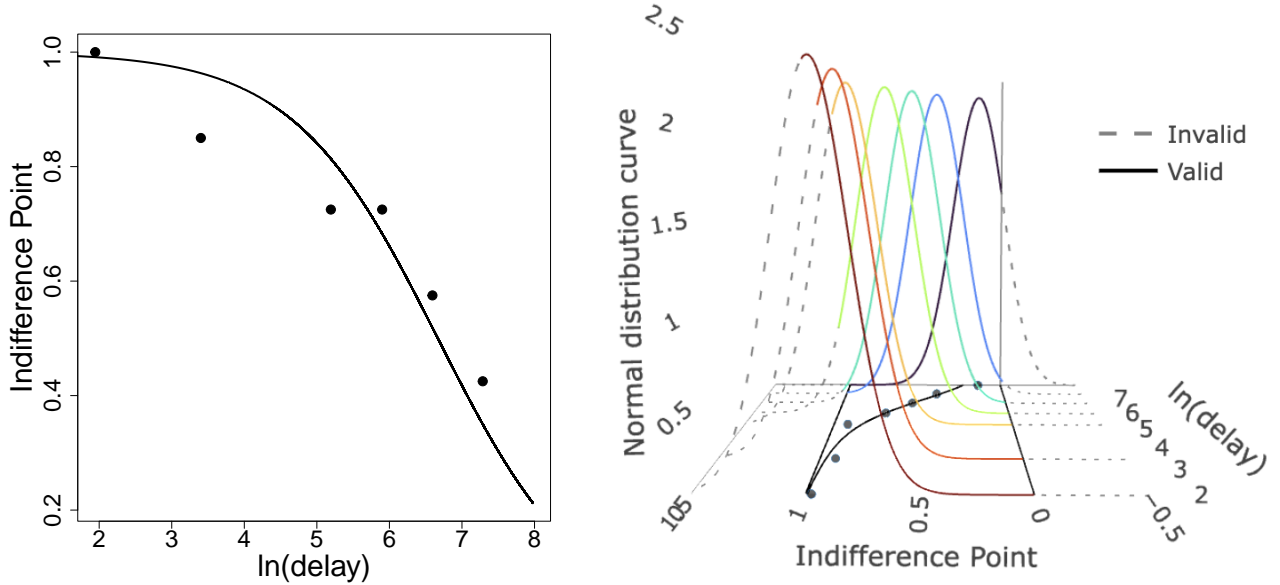 Indifference Point
1.0
0.8
0.6
0.4
0.2
2 3 4 5 6 7 8
ln(delay)
Normal distribution curve
2.5
2
1.5
1
0.5
Invalid
Valid
7 6 5 4 3 2
ln(delay)
1 0.5 0 −0.5
Indifference Point